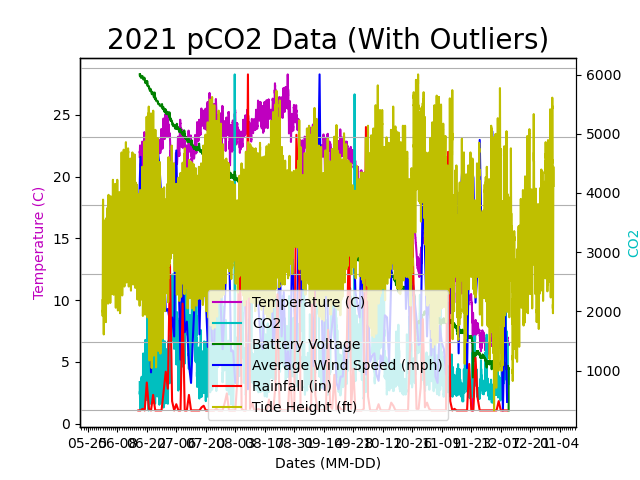 2021 pCO2 Data (With Outliers)
Temperature (C)
25
20
15
10
5
0
6000
5000
4000
3000
2000
1000
CO2
Temperature (C)
CO2
Battery Voltage
Average Wind Speed (mph)
Rainfall (in)
Tide Height (ft)
05-25 06-08 06-22 07-06 07-20 08-03 08-17 08-31 09-14 09-28 10-12 10-26 11-09 11-23 12-07 12-21 01-04
Dates (MM-DD)